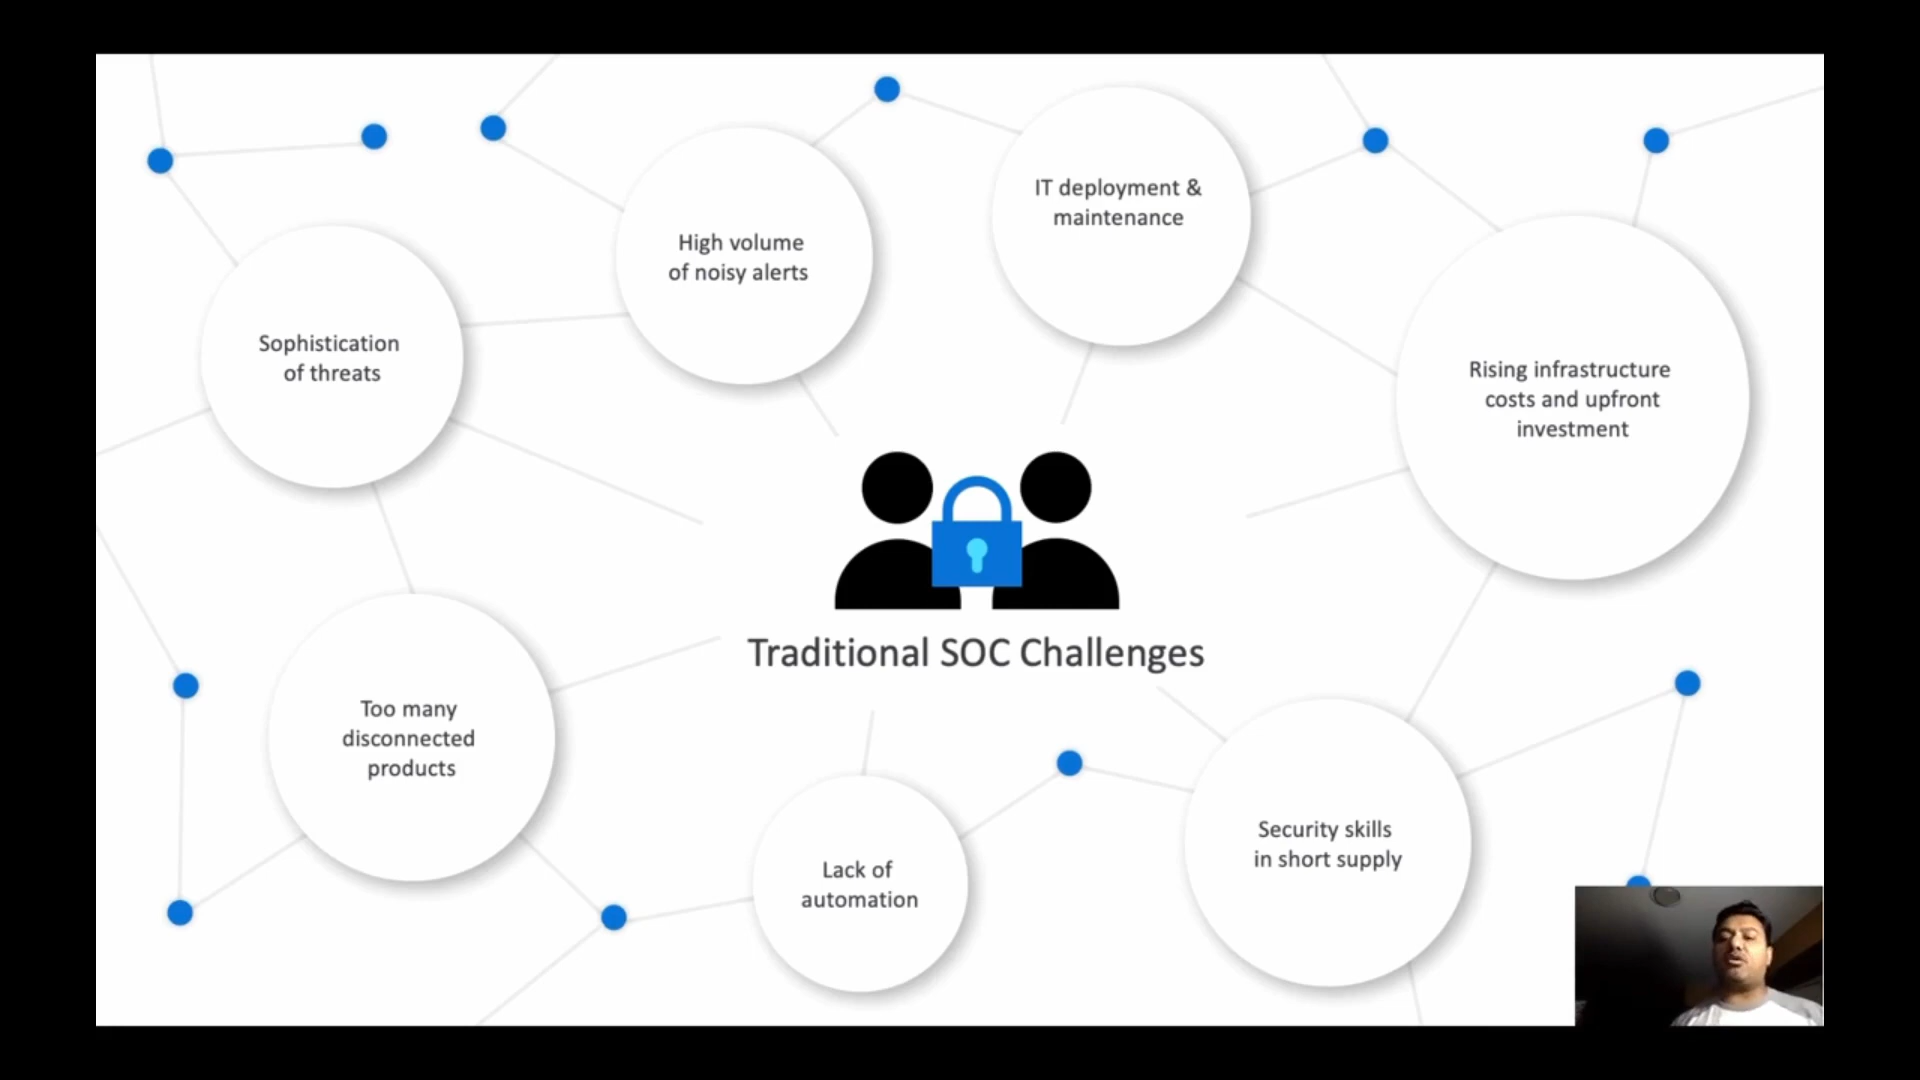 IT deployment &
maintenance
High volume
of noisy alerts
Sophistication
of threats
Rising infrastructure
costs and upfront
investment
Traditional SOC Challenges
Too many
disconnected
products
Lack of
automation
Security skills
in short supply